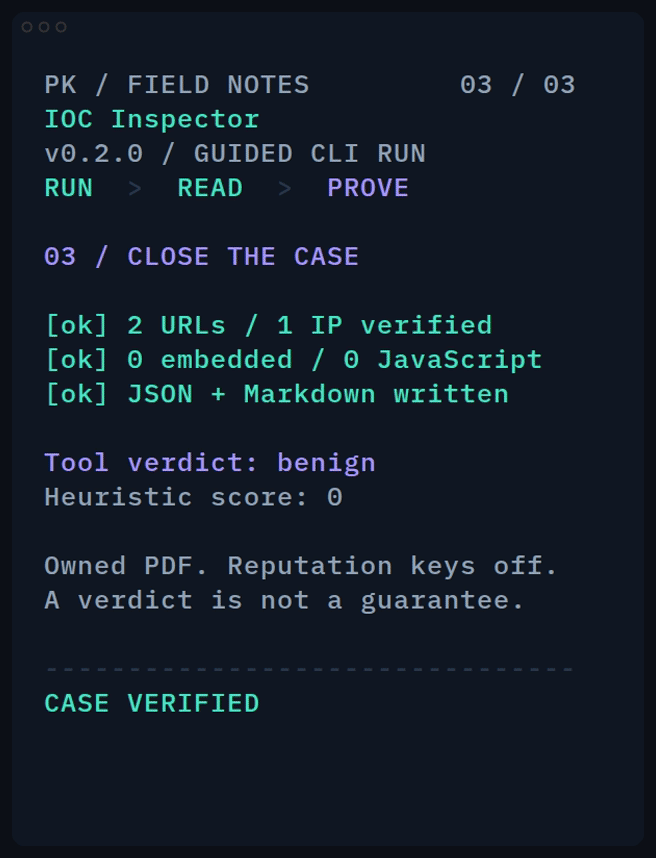 PK / FIELD NOTES 03 / 03
IOC Inspector
v0.2.0 / GUIDED CLI RUN
RUN > READ > PROVE
03 / CLOSE THE CASE
[ok] 2 URLs / 1 IP verified
[ok] 0 embedded / 0 JavaScript
[ok] JSON + Markdown written
Tool verdict: benign
Heuristic score: 0
Owned PDF. Reputation keys off.
A verdict is not a guarantee.
--------------------------------
CASE VERIFIED